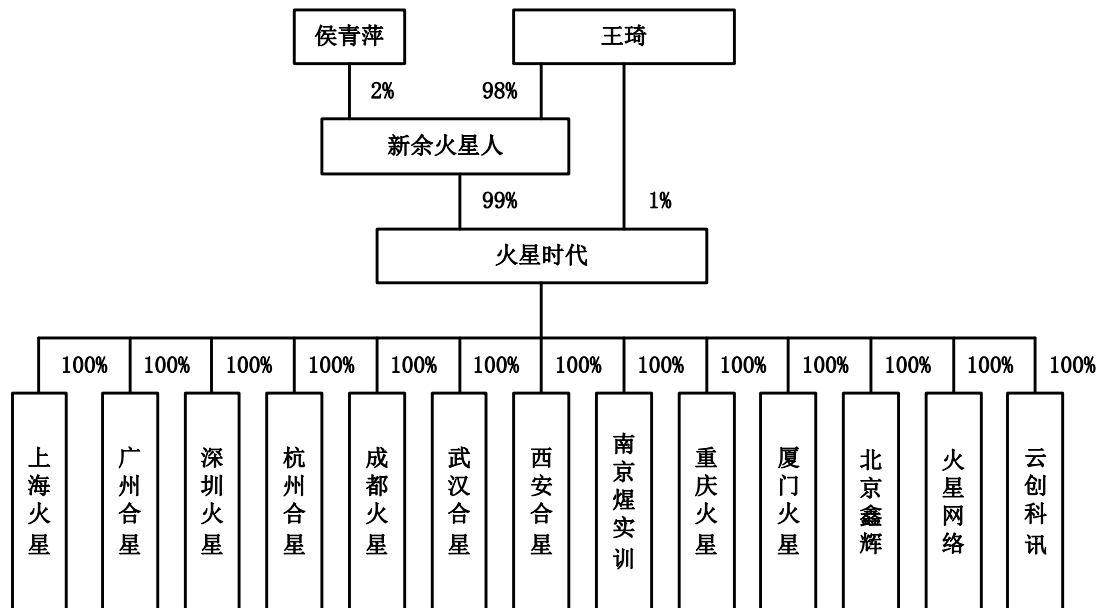 侯青萍
王琦
2%
98%
新余火星人
99%
1%
火星时代
100%
100%
100%
100%
100%
100%
100%
100%
100%
100%
100%
100%
100%
上海火星
广州合星
深圳火星
杭州合星
成都火星
武汉合星
西安合星
南京煋实训
重庆火星
厦门火星
北京鑫辉
火星网络
云创科讯